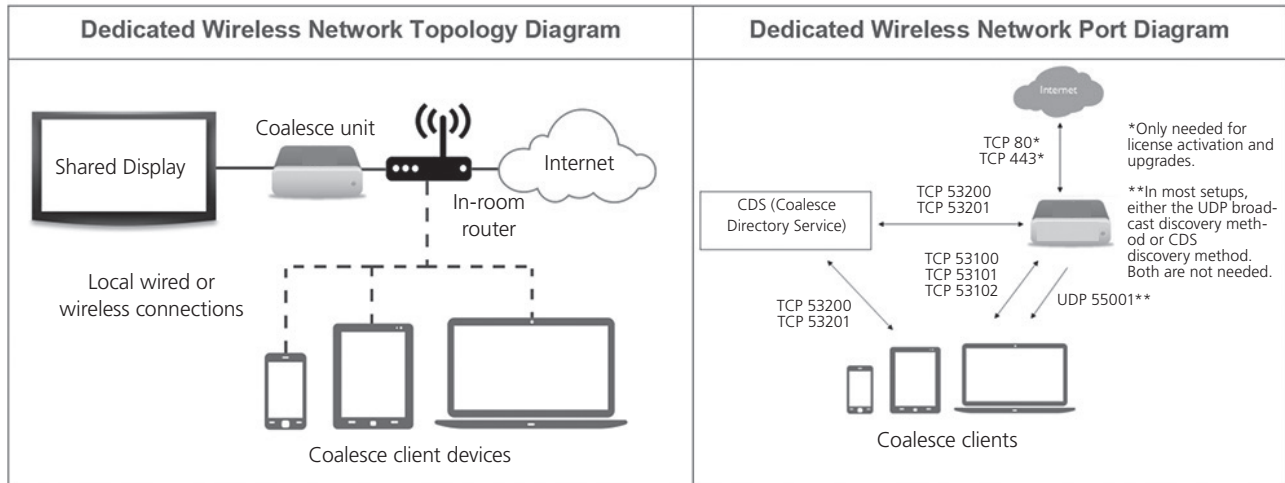 Dedicated Wireless Network Topology Diagram
Shared Display
Coalesce unit
Internet
In-room
router
Local wired or
wireless connections
Coalesce client devices
Dedicated Wireless Network Port Diagram
Internet
TCP 80*
TCP 443*
*Only needed for
license activation and
upgrades.
**In most setups,
either the UDP broad-
cast discovery meth-
od or CDS
discovery method.
Both are not needed.
TCP 53200
TCP 53201
CDS (Coalesce
Directory Service)
TCP 53100
TCP 53101
TCP 53102
UDP 55001**
TCP 53200
TCP 53201
Coalesce clients